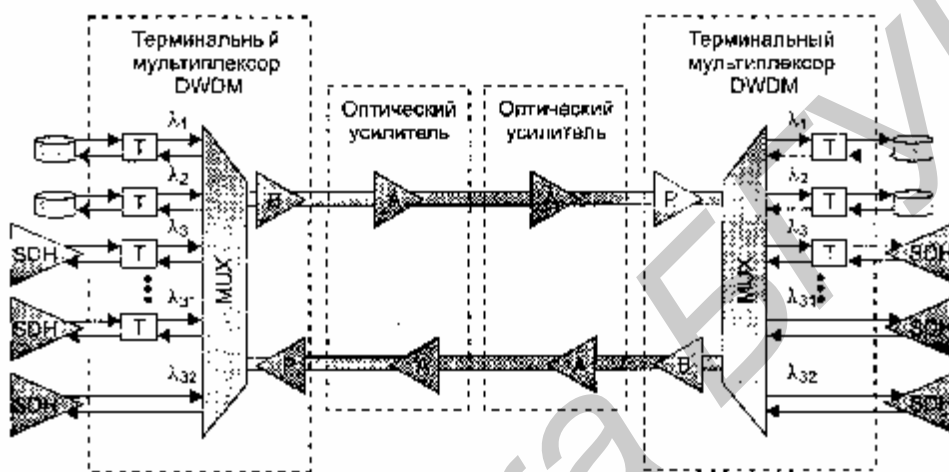 Терминальный
мультиплексор
DWDM
Оптический
усилитель
Оптический
усилитель
Терминальный
мультиплексор
DWDM
λ1
T
λ2
T
λ3
SDH
T
SDH
T
λ32
SDH
MUX
B
A
A
P
P
A
A
B
MUX
λ1
T
λ2
T
λ3
T
SDH
λ31
SDH
λ32
SDH